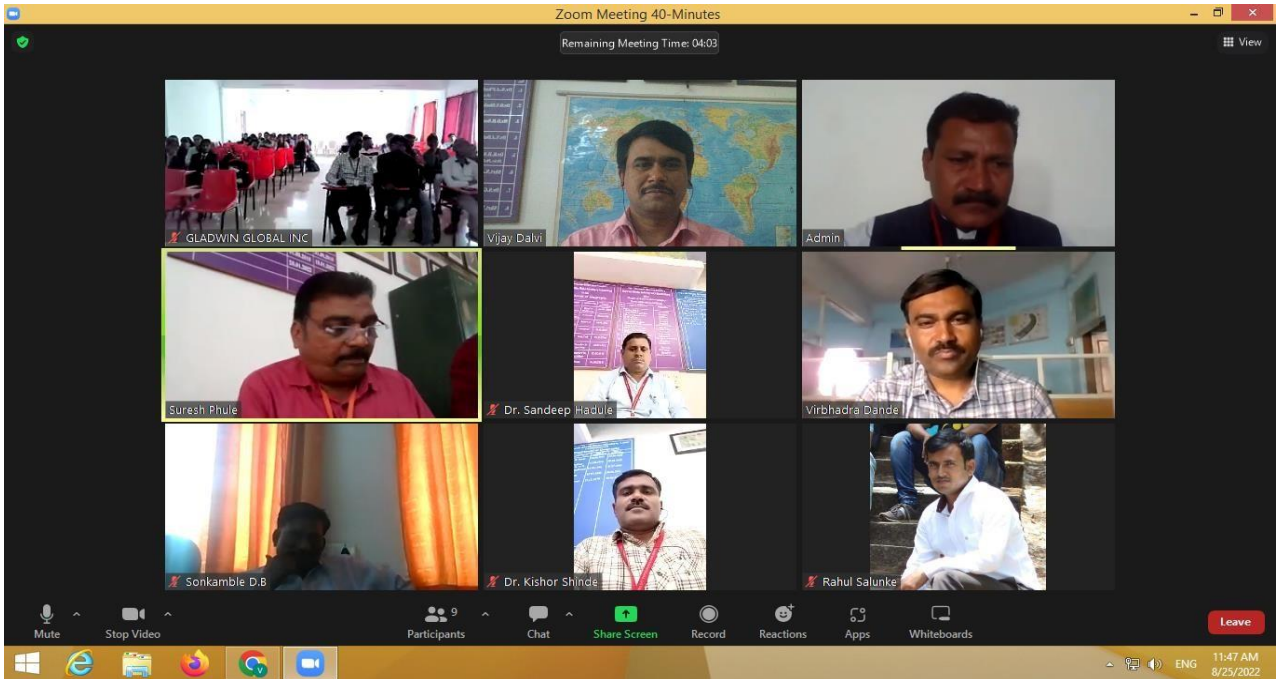 Zoom Meeting 40-Minutes
Remaining Meeting Time: 04:03
View
GLADWIN GLOBAL INC
Vijay Dalvi
Admin
Suresh Phule
Dr. Sandeep Hadule
Virbhadra Dande
Sonkamble D.B
Dr. Kishor Shinde
Rahul Salunke
Mute
Stop Video
Participants
9
Chat
Share Screen
Record
Reactions
Apps
Whiteboards
Leave
ENG
11:47 AM
8/25/2022